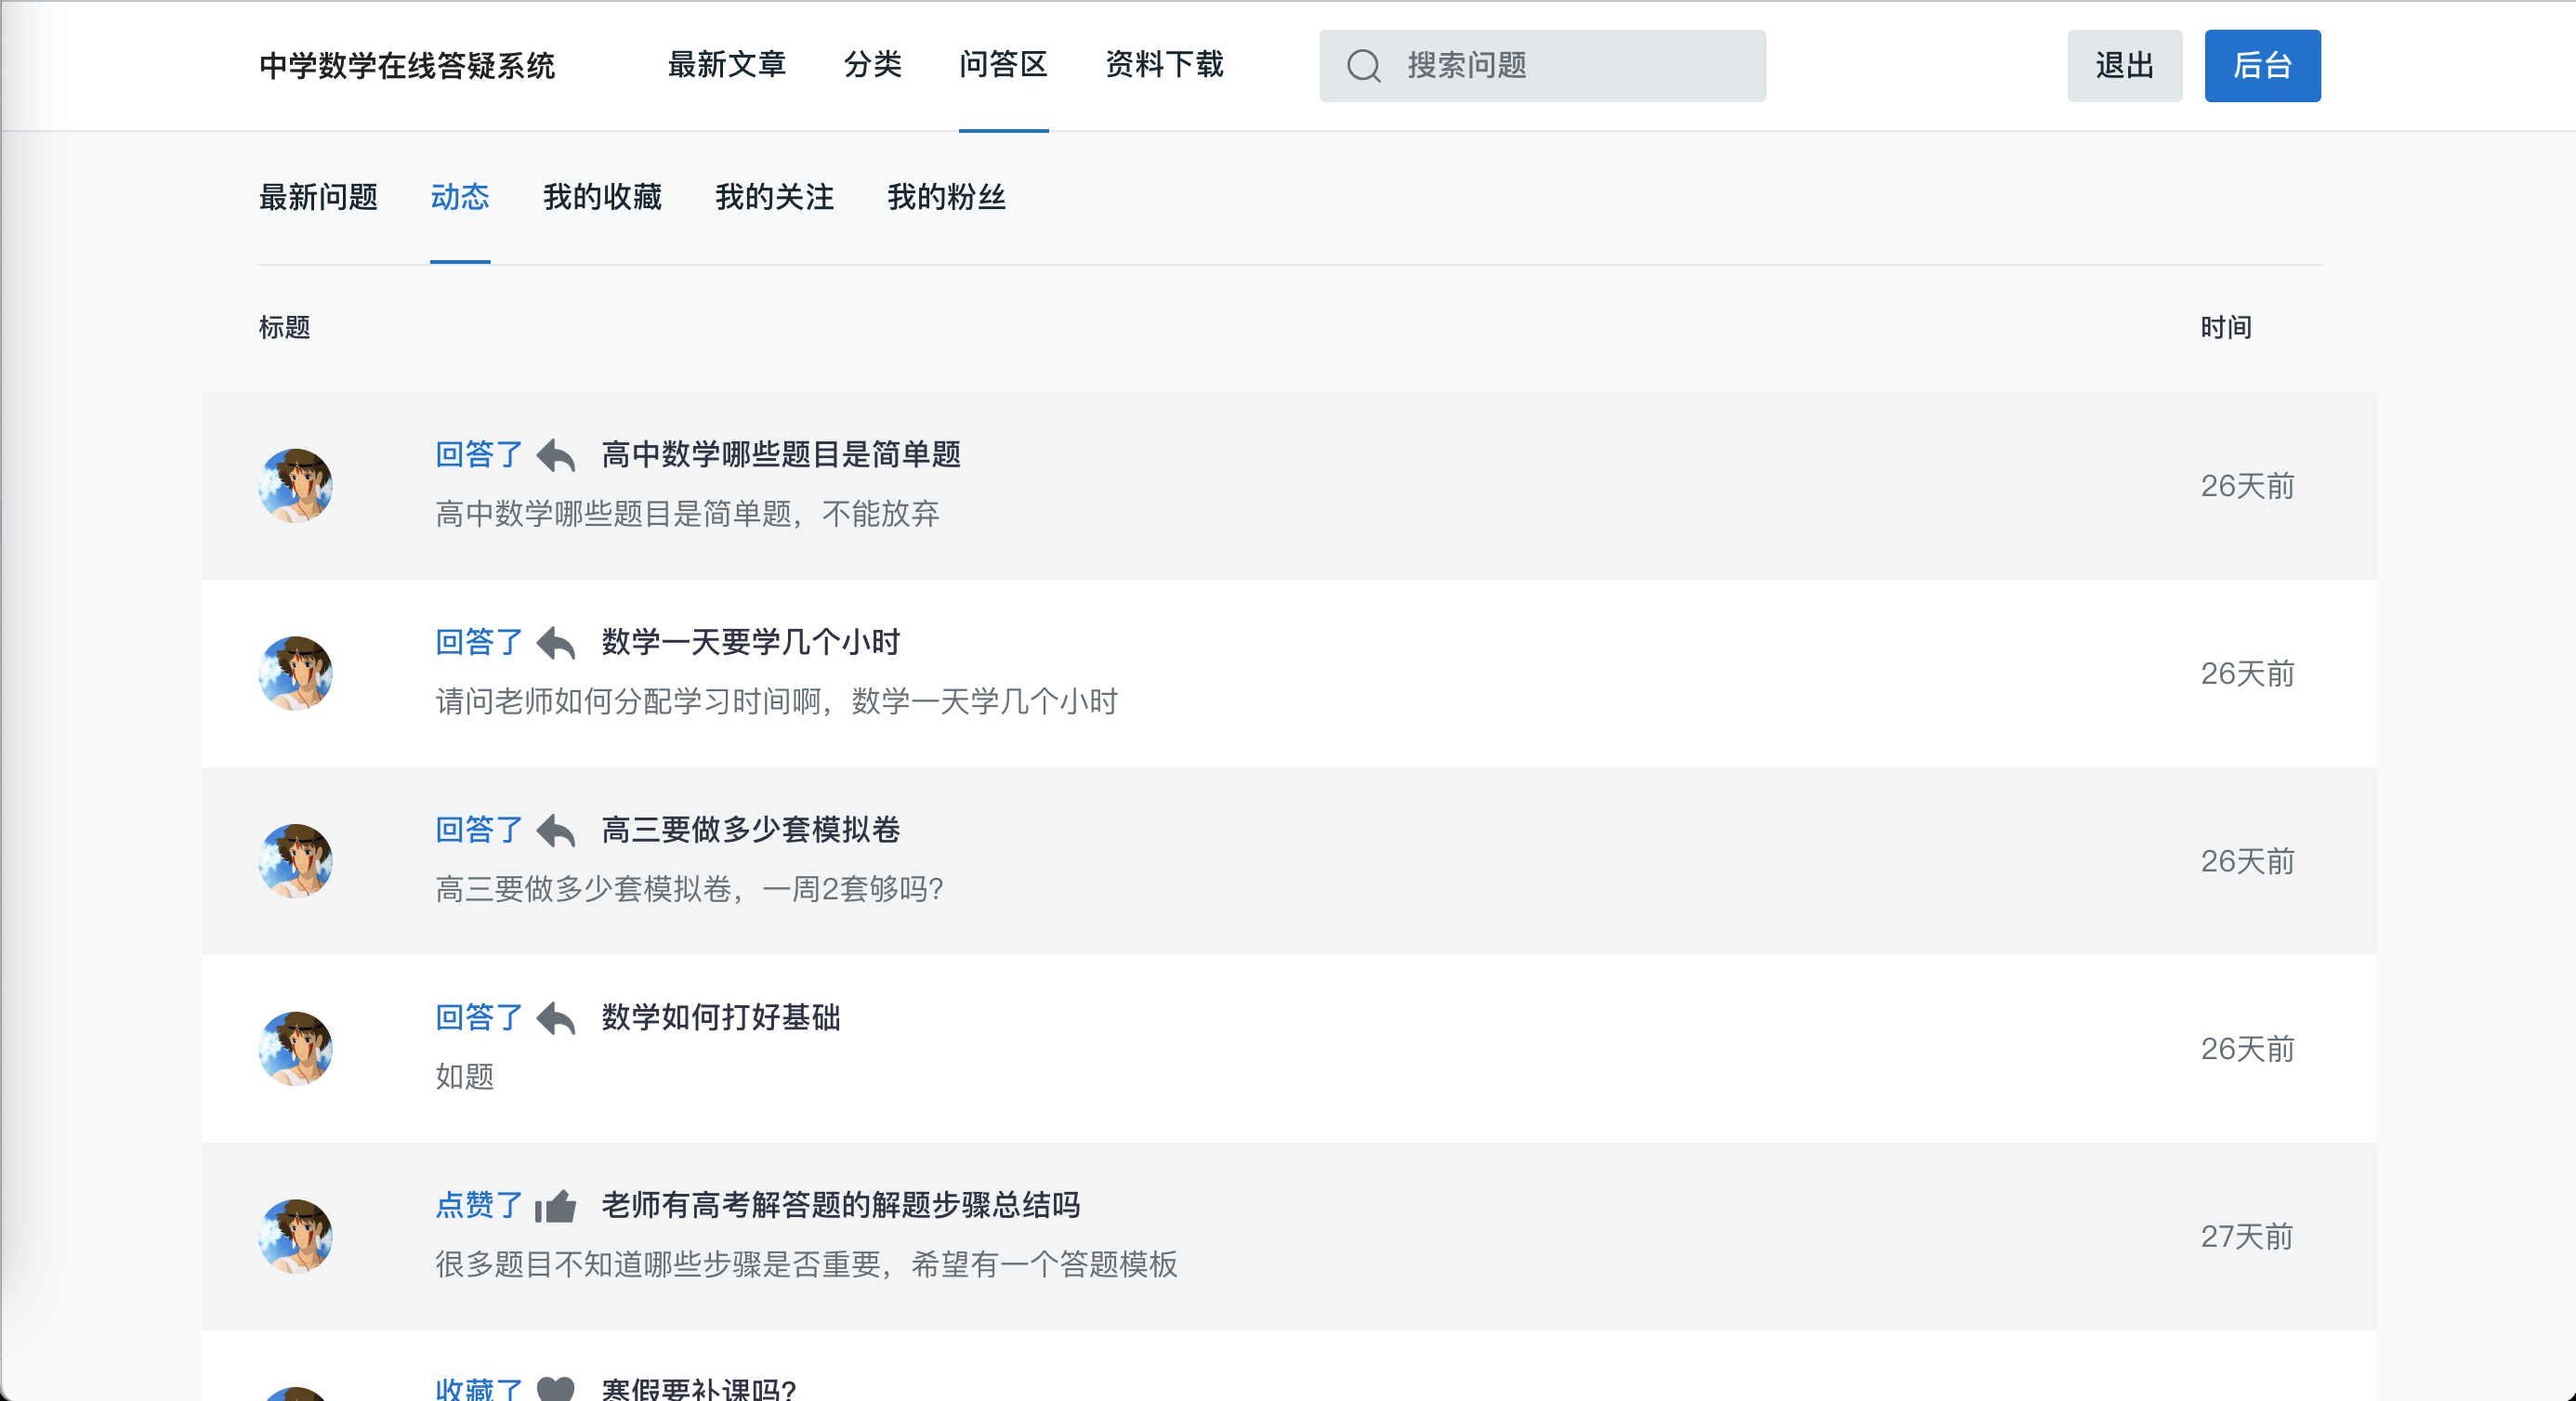 中学数学在线答疑系统 最新文章 分类 问答区 资料下载 搜索问题 退出 后台
最新问题 动态 我的收藏 我的关注 我的粉丝
标题 时间
回答了 高中数学哪些题目是简单题
高中数学哪些题目是简单题，不能放弃
26天前
回答了 数学一天要学几个小时
请问老师如何分配学习时间啊，数学一天学几个小时
26天前
回答了 高三要做多少套模拟卷
高三要做多少套模拟卷，一周2套够吗?
26天前
回答了 数学如何打好基础
如题
26天前
点赞了 老师有高考解答题的解题步骤总结吗
很多题目不知道哪些步骤是否重要，希望有一个答题模板
27天前
收藏了 寒假要补课吗?